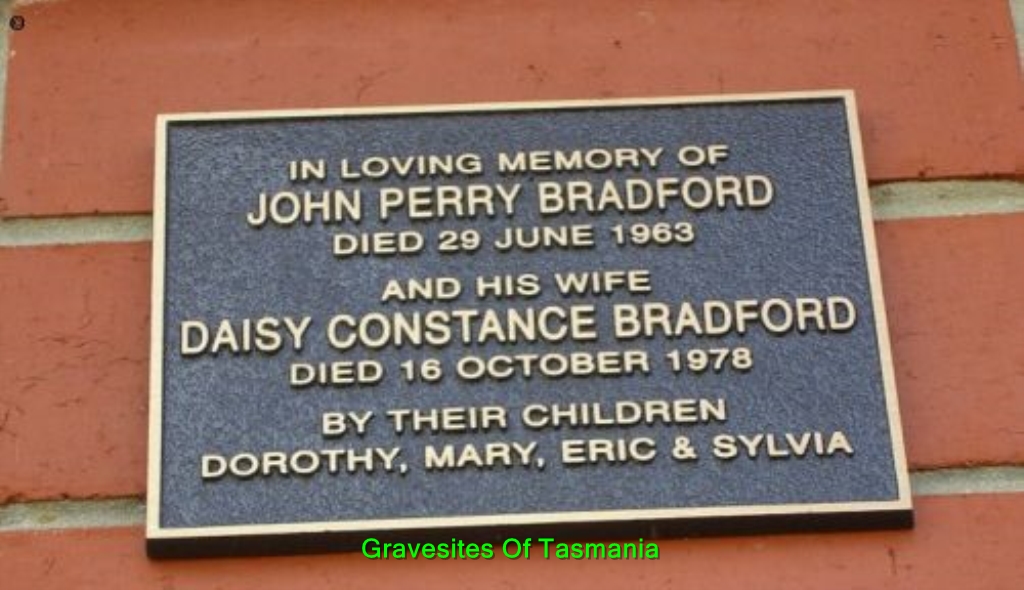 IN LOVING MEMORY OF
JOHN PERRY BRADFORD
DIED 29 JUNE 1963
AND HIS WIFE
DAISY CONSTANCE BRADFORD
DIED 16 OCTOBER 1978
BY THEIR CHILDREN
DOROTHY, MARY, ERIC & SYLVIA
Gravesites Of Tasmania